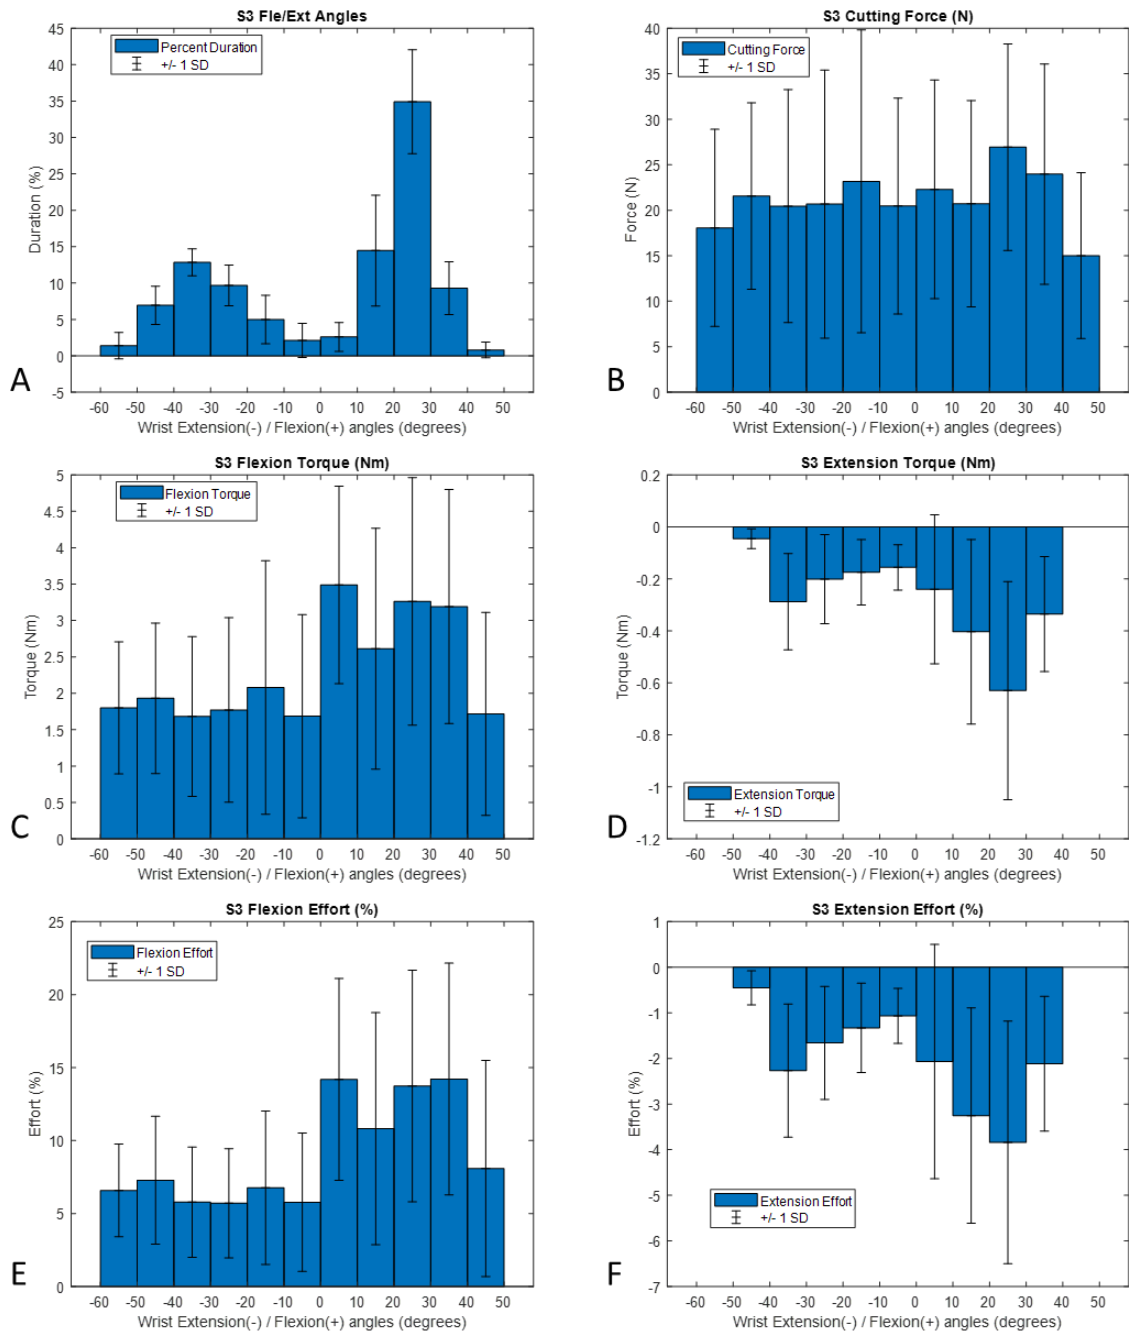 S3 Fle/Ext Angles
Percent Duration
+/- 1 SD
Duration (%)
45
40
35
30
25
20
15
10
5
0
-5
-60 -50 -40 -30 -20 -10 0 10 20 30 40 50
Wrist Extension(-) / Flexion(+) angles (degrees)
A
S3 Cutting Force (N)
Cutting Force
+/- 1 SD
Force (N)
40
35
30
25
20
15
10
5
0
-60 -50 -40 -30 -20 -10 0 10 20 30 40 50
Wrist Extension(-) / Flexion(+) angles (degrees)
B
S3 Flexion Torque (Nm)
Flexion Torque
+/- 1 SD
Torque (Nm)
5
4.5
4
3.5
3
2.5
2
1.5
1
0.5
0
-60 -50 -40 -30 -20 -10 0 10 20 30 40 50
Wrist Extension(-) / Flexion(+) angles (degrees)
C
S3 Extension Torque (Nm)
Extension Torque
+/- 1 SD
Torque (Nm)
0.2
0
-0.2
-0.4
-0.6
-0.8
-1
-1.2
-60 -50 -40 -30 -20 -10 0 10 20 30 40 50
Wrist Extension(-) / Flexion(+) angles (degrees)
D
S3 Flexion Effort (%)
Flexion Effort
+/- 1 SD
Effort (%)
25
20
15
10
5
0
-60 -50 -40 -30 -20 -10 0 10 20 30 40 50
Wrist Extension(-) / Flexion(+) angles (degrees)
E
S3 Extension Effort (%)
Extension Effort
+/- 1 SD
Effort (%)
1
0
-1
-2
-3
-4
-5
-6
-7
-60 -50 -40 -30 -20 -10 0 10 20 30 40 50
Wrist Extension(-) / Flexion(+) angles (degrees)
F